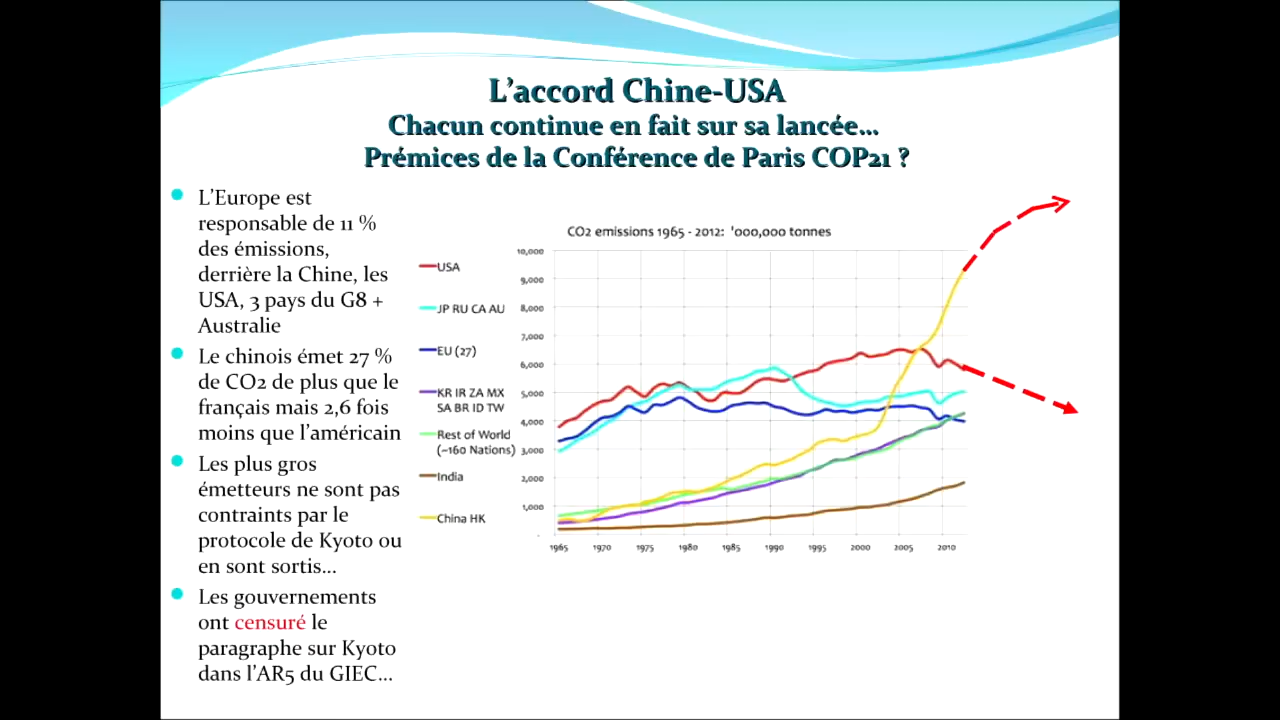 L'accord Chine-USA
Chacun continue en fait sur sa lancée...
Prémices de la Conférence de Paris COP21 ?
L'Europe est
responsable de 11 %
des émissions,
derrière la Chine, les
USA, 3 pays du G8 +
Australie
Le chinois émet 27 %
de CO2 de plus que le
français mais 2,6 fois
moins que l'américain
Les plus gros
émetteurs ne sont pas
contraints par le
protocole de Kyoto ou
en sont sortis...
Les gouvernements
ont censuré le
paragraphe sur Kyoto
dans l'AR5 du GIEC...
CO2 emissions 1965 - 2012: '000,000 tonnes
USA
JP RU CA AU
EU (27)
KR IR ZA MX
SA BR ID TW
Rest of World
(~160 Nations)
India
China HK
10,000
9,000
8,000
7,000
6,000
5,000
4,000
3,000
2,000
1,000
-
1965 1970 1975 1980 1985 1990 1995 2000 2005 2010